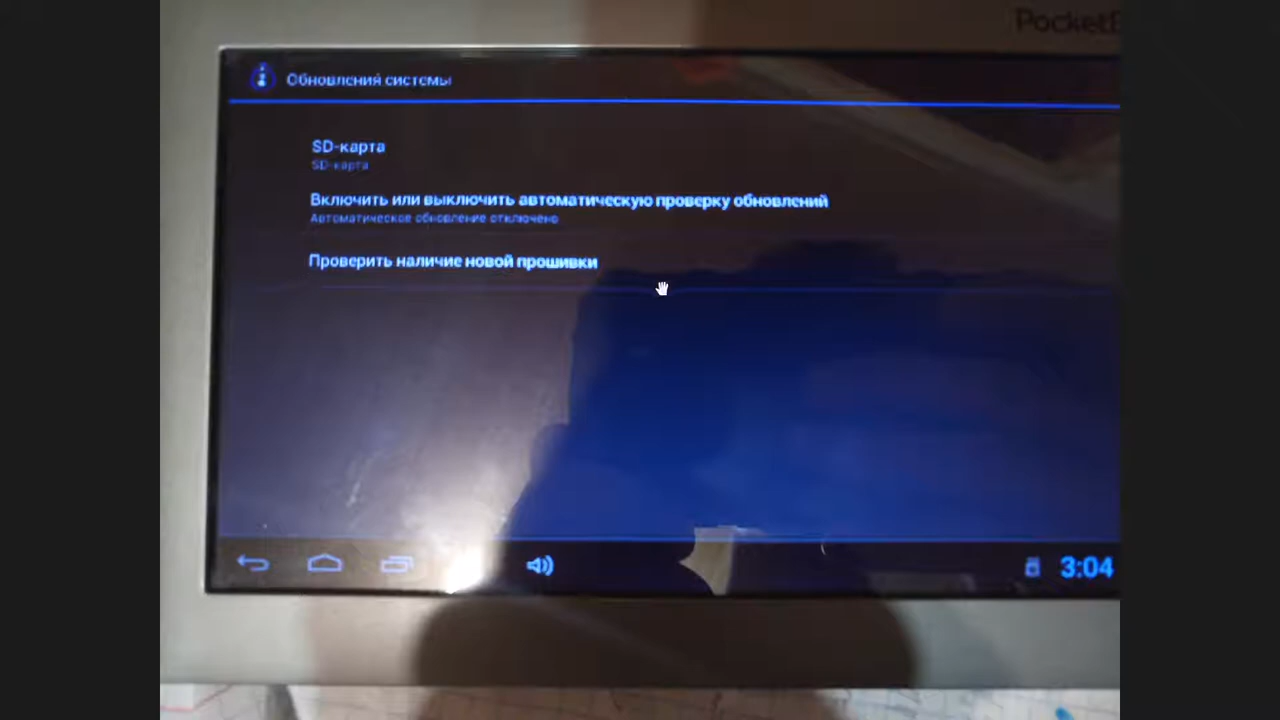 PocketB
Обновления системы
SD-карта
SD-карта
Включить или выключить автоматическую проверку обновлений
Автоматическое обновление отключено
Проверить наличие новой прошивки
3:04